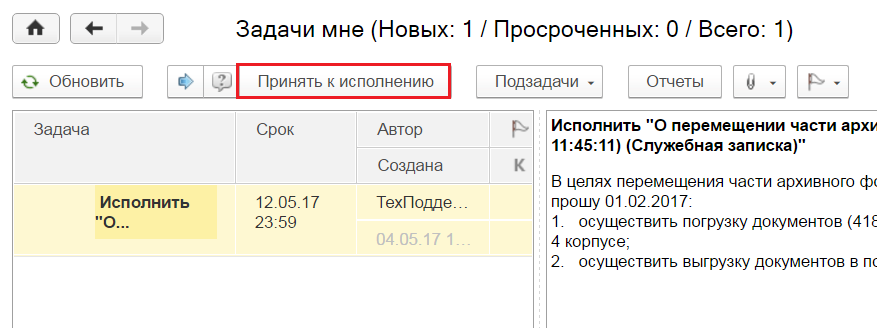 Задачи мне (Новых: 1 / Просроченных: 0 / Всего: 1)
Обновить
Принять к исполнению
Подзадачи
Отчеты
Задача
Срок
Автор
Создана
К
Исполнить
"О...
12.05.17
23:59
ТехПодде...
04.05.17 1...
Исполнить "О перемещении части архи
11:45:11) (Служебная записка)"
В целях перемещения части архивного фо
прошу 01.02.2017:
1. осуществить погрузку документов (418
4 корпусе;
2. осуществить выгрузку документов в по